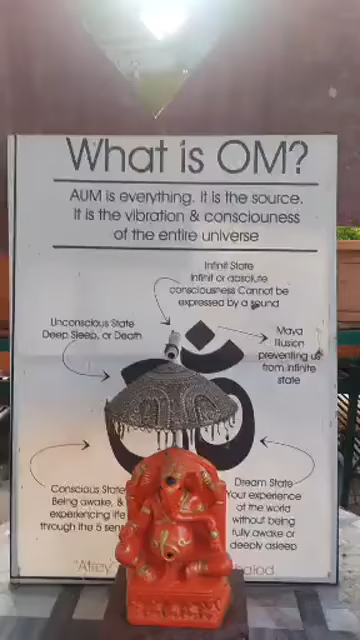 What is OM?
AUM is everything. It is the source.
It is the vibration & consciouness
of the entire universe
Infinit State
Infinit or absolute
consciousness Cannot be
expressed by a sound
Unconscious State
Deep Sleep, or Death
Maya
Illusion
preventing us
from infinite
state
Conscious State
Being awake, &
experiencing life
through the 5 sen
Dream State
Your experience
of the world
without being
fully awake or
deeply asleep